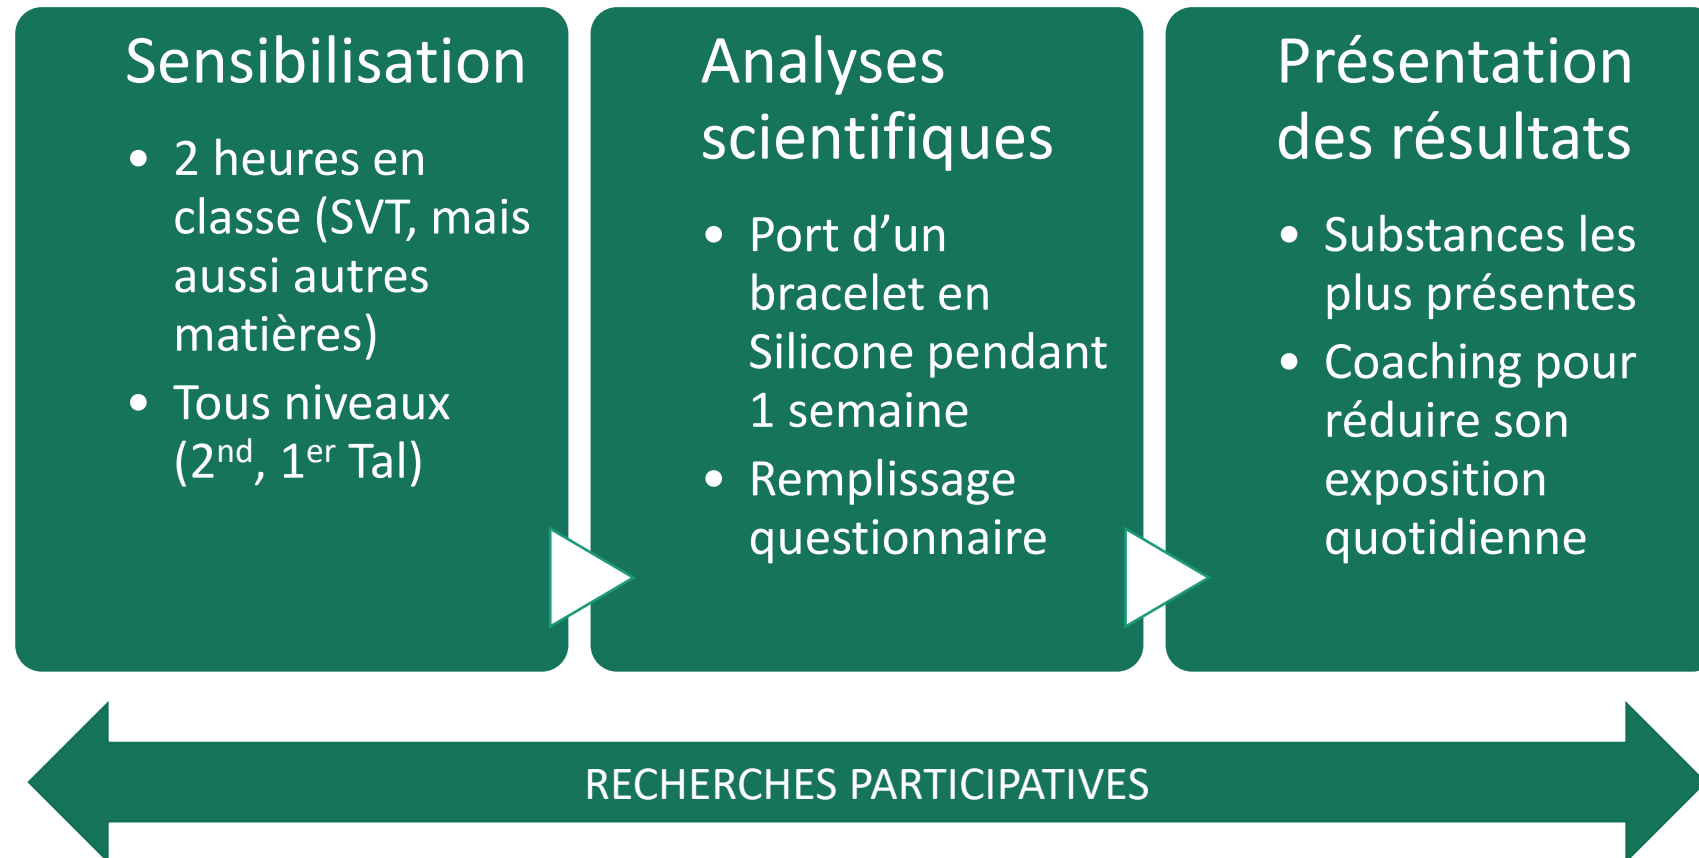 Sensibilisation
• 2 heures en
classe (SVT, mais
aussi autres
matières)
• Tous niveaux
(2nd, 1er Tal)
Analyses
scientifiques
• Port d’un
bracelet en
Silicone pendant
1 semaine
• Remplissage
questionnaire
Présentation
des résultats
• Substances les
plus présentes
• Coaching pour
réduire son
exposition
quotidienne
RECHERCHES PARTICIPATIVES